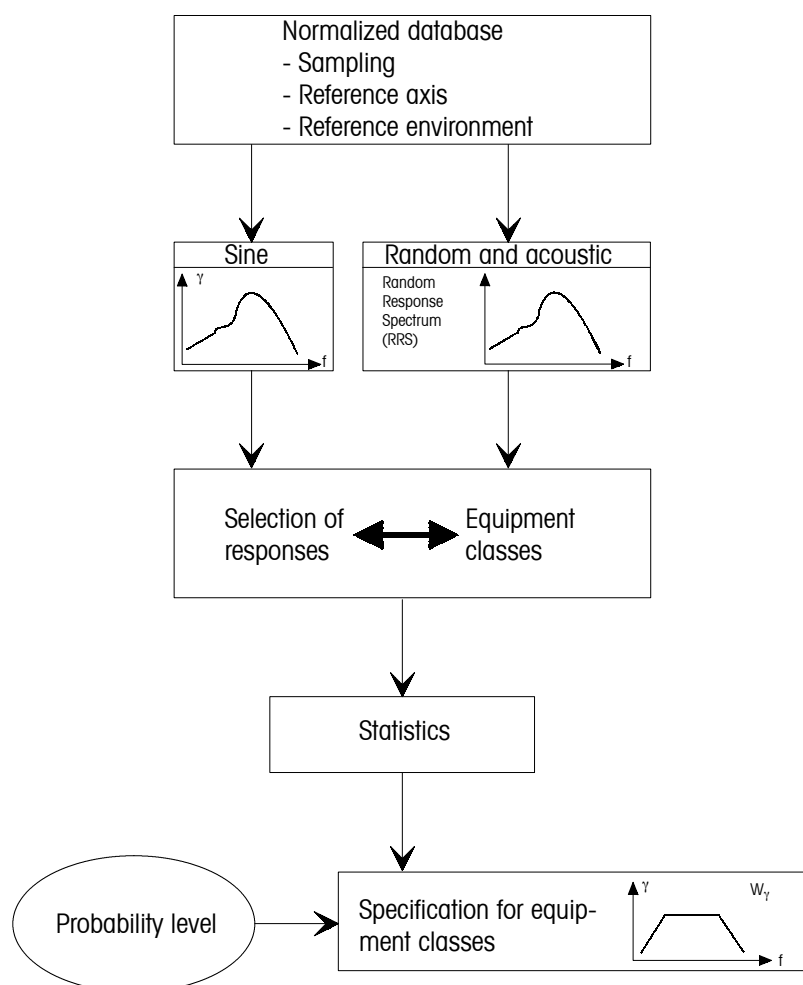 Normalized database
- Sampling
- Reference axis
- Reference environment
Sine
γ
f
Random and acoustic
Random
Response
Spectrum
(RRS)
f
Selection of
responses
Equipment
classes
Statistics
Probability level
Specification for equip-
ment classes
γ
Wγ
f